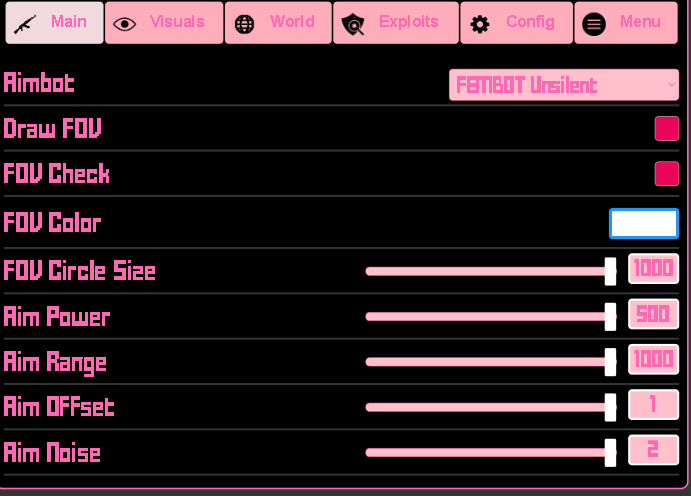 Main Visuals World Exploits Config Menu
Aimbot FEMBOT Unsilent
Draw FOV
FOV Check
FOV Color
FOV Circle Size 1000
Aim Power 500
Aim Range 1000
Aim OFFset 1
Aim Noise 2